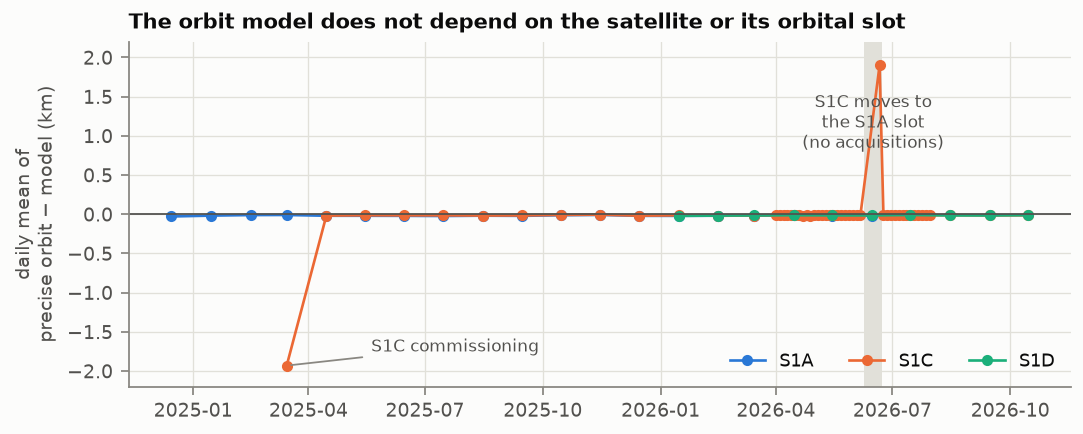 The orbit model does not depend on the satellite or its orbital slot
daily mean of
precise orbit − model (km)
2.0
1.5
1.0
0.5
0.0
−0.5
−1.0
−1.5
−2.0
S1C moves to
the S1A slot
(no acquisitions)
S1C commissioning
S1A
S1C
S1D
2025-01
2025-04
2025-07
2025-10
2026-01
2026-04
2026-07
2026-10